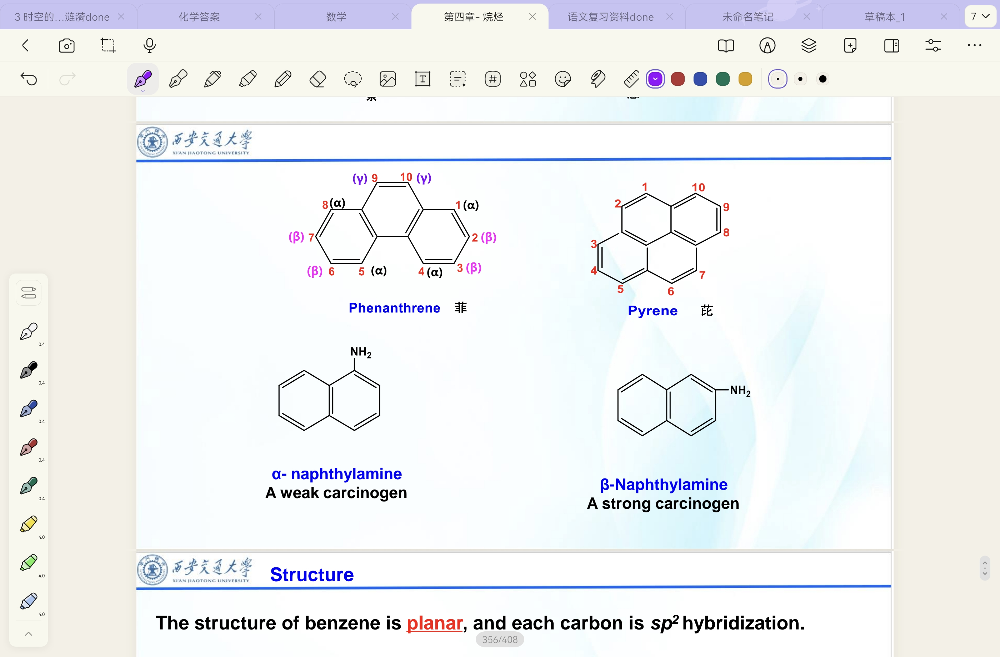 3 时空的...涟漪done
化学答案
数学
第四章- 烷烃
语文复习资料done
未命名笔记
草稿本_1
7
西安交通大学
XI'AN JIAOTONG UNIVERSITY
(γ) 9 10 (γ)
8 (α) 1 (α)
(β) 7 2 (β)
(β) 6 5 (α) 4 (α) 3 (β)
Phenanthrene 菲
1 10
2 9
8
3
4 7
5 6
Pyrene 芘
NH2
α- naphthylamine
A weak carcinogen
NH2
β-Naphthylamine
A strong carcinogen
0.4
0.4
0.4
0.4
0.4
4.0
4.0
4.0
西安交通大学
XI'AN JIAOTONG UNIVERSITY
Structure
The structure of benzene is planar, and each carbon is sp2 hybridization.
356/408